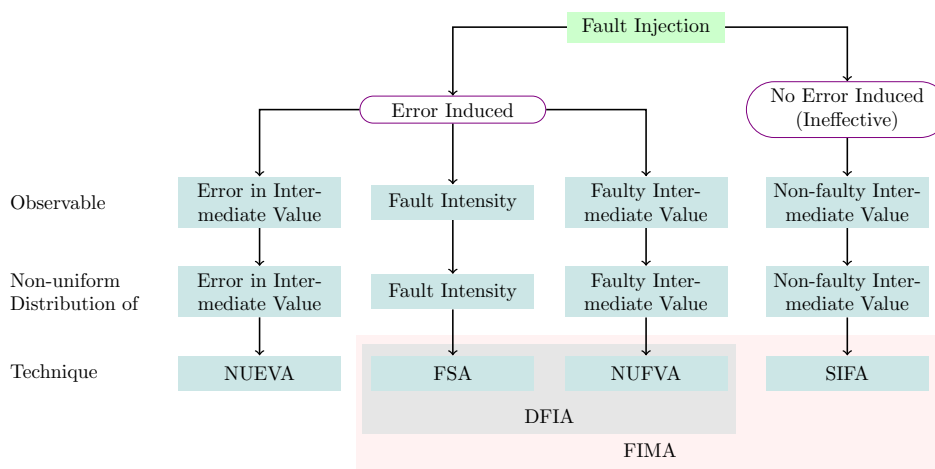 Fault Injection
Error Induced
No Error Induced
(Ineffective)
Observable
Error in Inter-
mediate Value
Fault Intensity
Faulty Inter-
mediate Value
Non-faulty Inter-
mediate Value
Non-uniform
Distribution of
Error in Inter-
mediate Value
Fault Intensity
Faulty Inter-
mediate Value
Non-faulty Inter-
mediate Value
Technique
NUEVA
FSA
NUFVA
SIFA
DFIA
FIMA